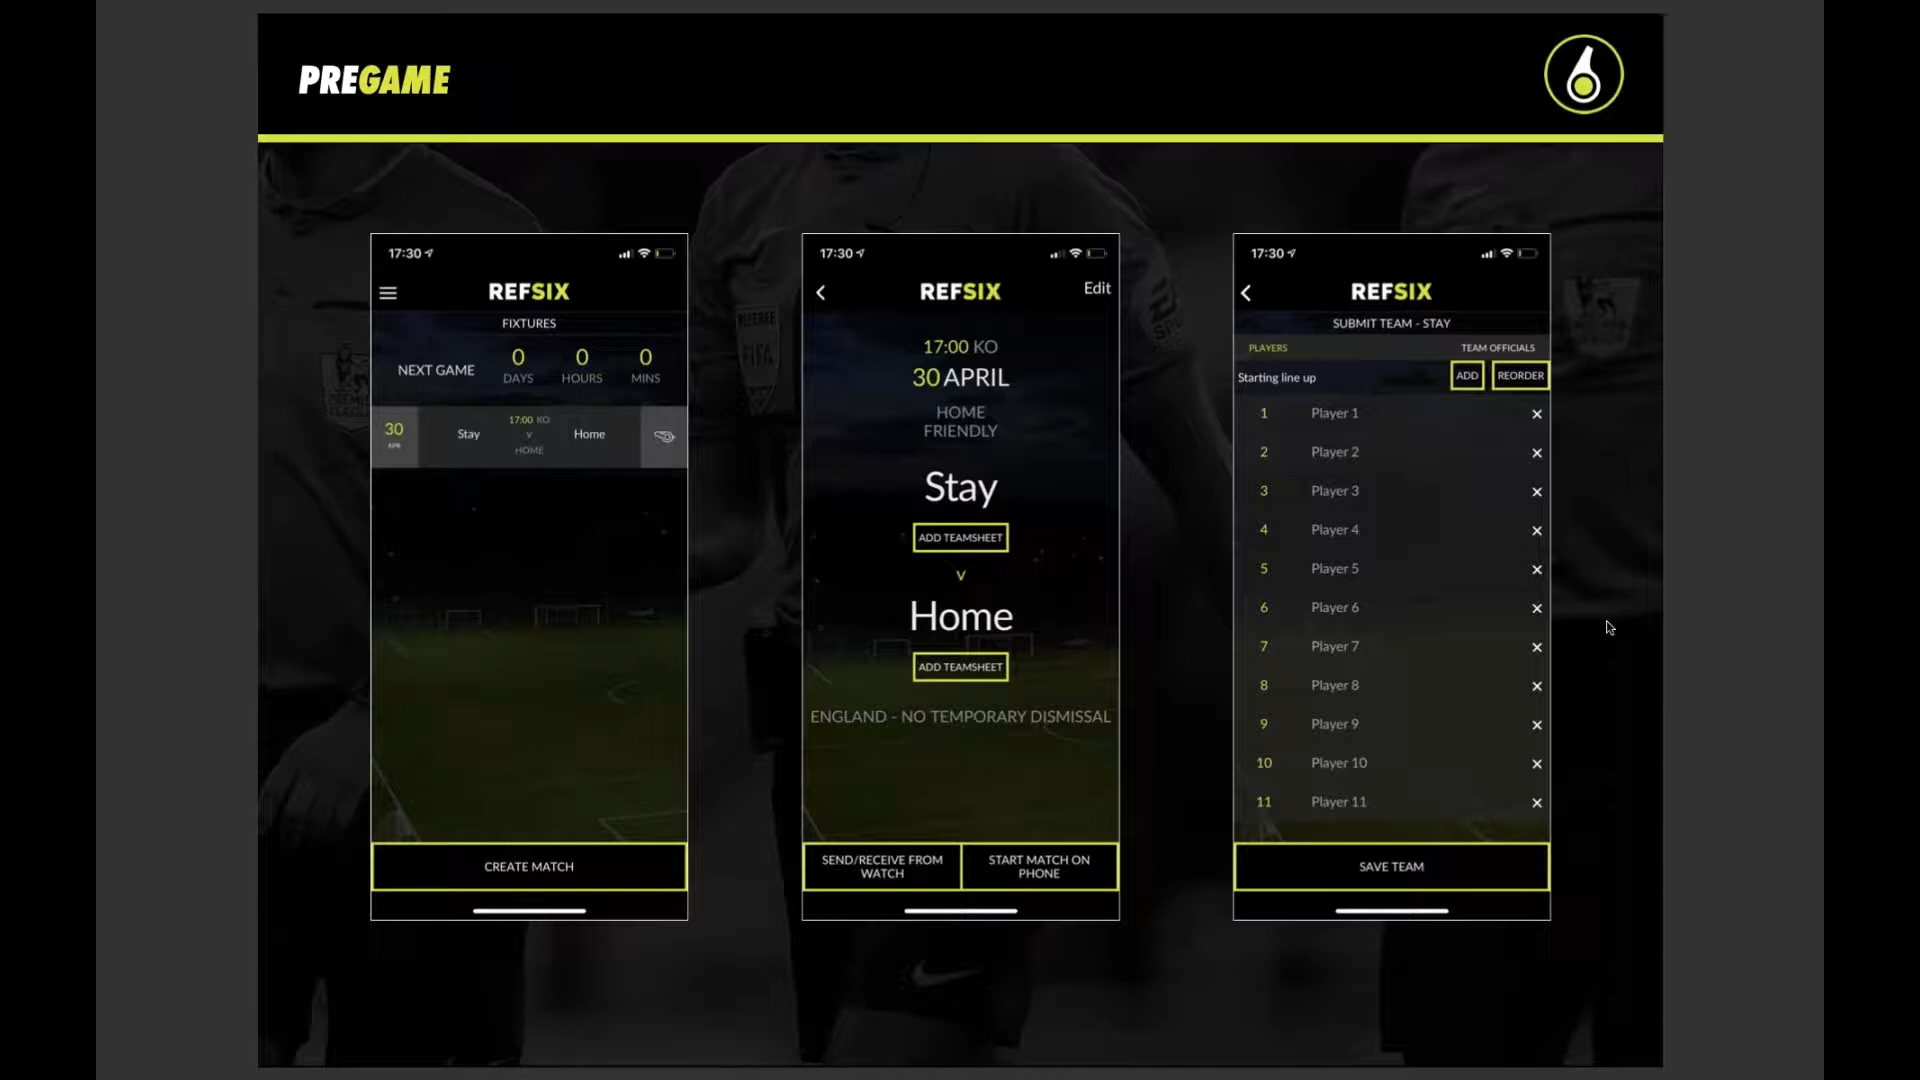 PREGAME
17:30
REFSIX
FIXTURES
NEXT GAME
0 0 0
DAYS HOURS MINS
30
APR
Stay
17:00 KO
v
HOME
Home
CREATE MATCH
17:30
REFSIX
Edit
17:00 KO
30 APRIL
HOME
FRIENDLY
Stay
ADD TEAMSHEET
v
Home
ADD TEAMSHEET
ENGLAND - NO TEMPORARY DISMISSAL
SEND/RECEIVE FROM
WATCH
START MATCH ON
PHONE
17:30
REFSIX
SUBMIT TEAM - STAY
PLAYERS TEAM OFFICIALS
Starting line up ADD REORDER
1 Player 1
2 Player 2
3 Player 3
4 Player 4
5 Player 5
6 Player 6
7 Player 7
8 Player 8
9 Player 9
10 Player 10
11 Player 11
SAVE TEAM
REFEREE
FIFA